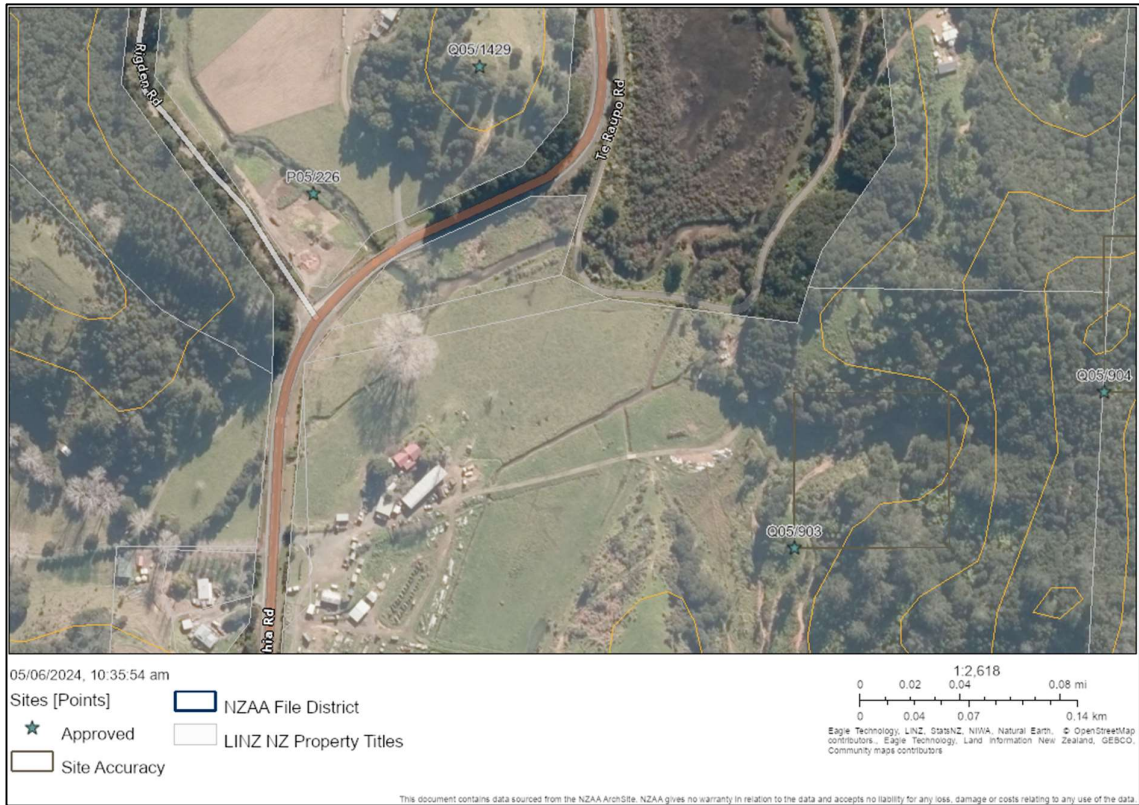 Rigden Rd
Q05/1429
Te Raupo Rd
P05/226
Q05/904
Q05/903
hia Rd
05/06/2024, 10:35:54 am
Sites [Points]
Approved
Site Accuracy
NZAA File District
LINZ NZ Property Titles
1:2,618
0 0.02 0.04 0.08 mi
0 0.04 0.07 0.14 km
Eagle Technology, LINZ, StatsNZ, NIWA, Natural Earth, © OpenStreetMap
contributors., Eagle Technology, Land Information New Zealand, GEBCO,
Community maps contributors
This document contains data sourced from the NZAA ArchSite. NZAA gives no warranty in relation to the data and accepts no liability for any loss, damage or costs relating to any use of the data.